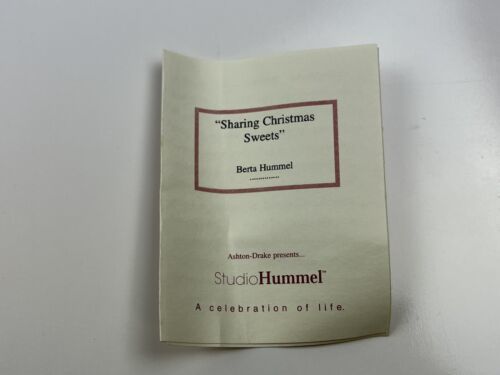 "Sharing Christmas
Sweets"
Berta Hummel
..............
Ashton-Drake presents...
StudioHummel™
A celebration of life.